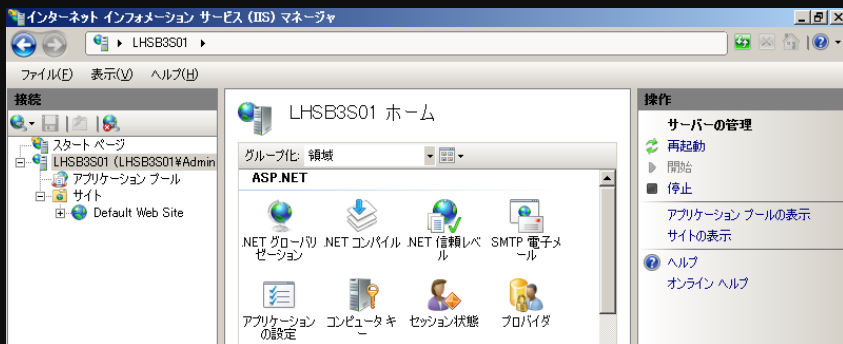 インターネット インフォメーション サービス (IIS) マネージャ
LHSB3S01
ファイル(F) 表示(V) ヘルプ(H)
接続
スタート ページ
LHSB3S01 (LHSB3S01¥Admin
アプリケーション プール
サイト
Default Web Site
LHSB3S01 ホーム
グループ化: 領域
ASP.NET
.NET グローバリ .NET コンパイル .NET 信頼レベ SMTP 電子メ
ゼーション ル ール
アプリケーション コンピュータ キ セッション状態 プロバイダ
の設定 ー
操作
サーバーの管理
再起動
開始
停止
アプリケーション プールの表示
サイトの表示
ヘルプ
オンライン ヘルプ